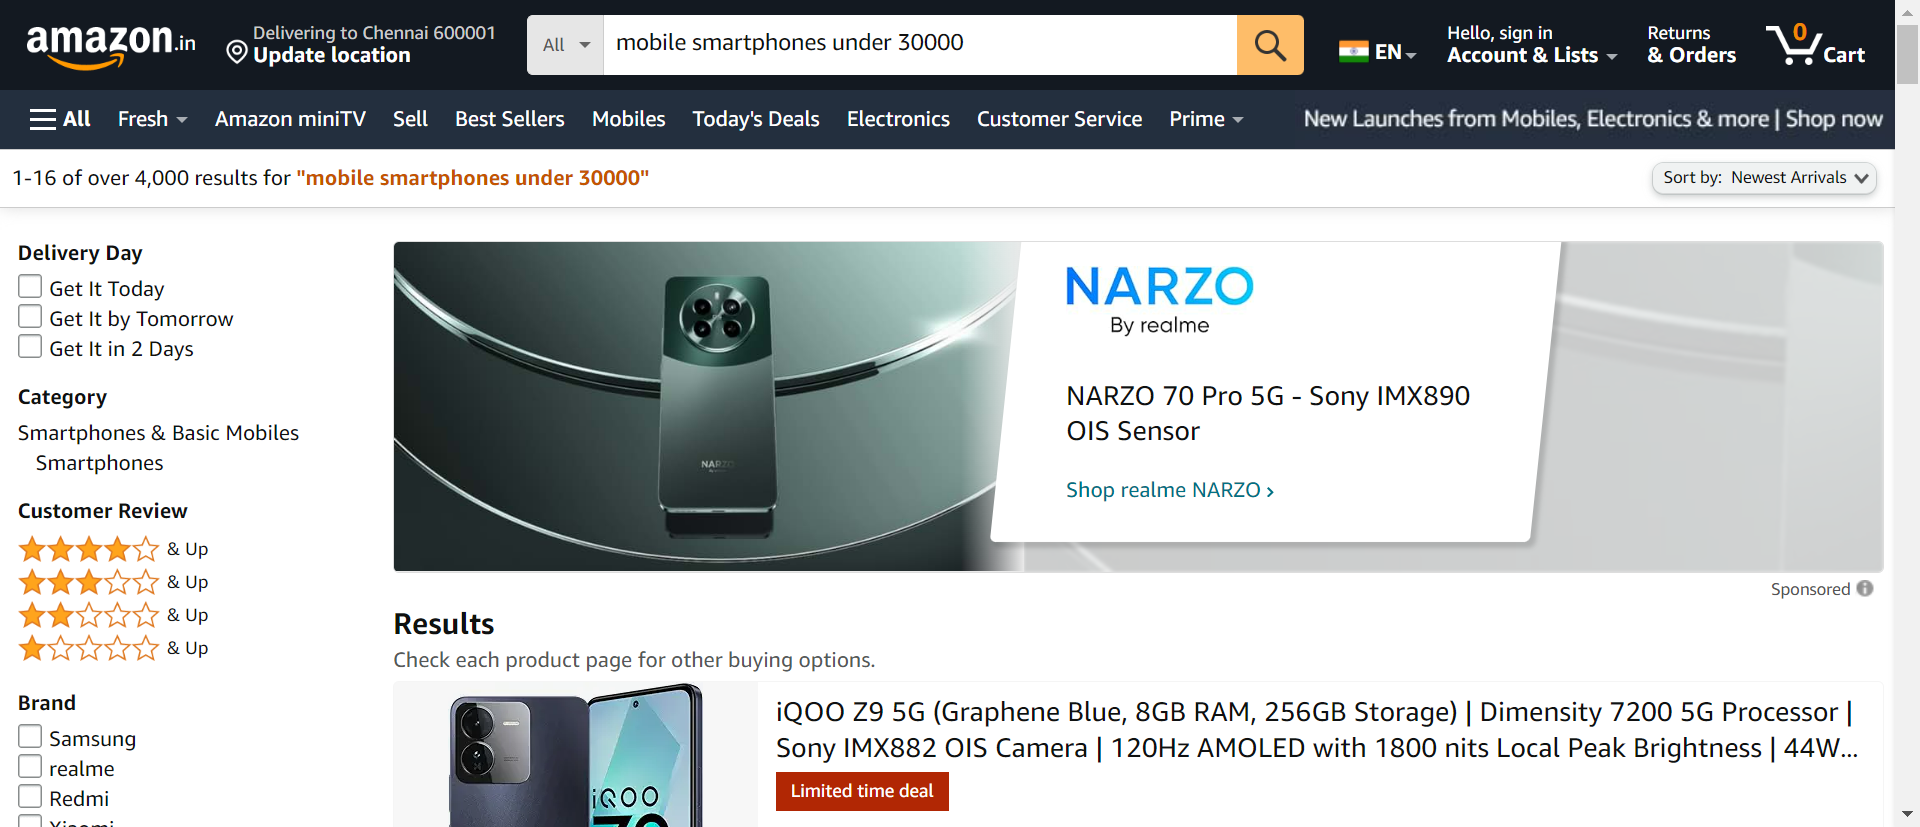 amazon.in
Delivering to Chennai 600001
Update location
All
mobile smartphones under 30000
EN
Hello, sign in
Account & Lists
Returns
& Orders
0
Cart
All
Fresh
Amazon miniTV
Sell
Best Sellers
Mobiles
Today's Deals
Electronics
Customer Service
Prime
New Launches from Mobiles, Electronics & more | Shop now
1-16 of over 4,000 results for "mobile smartphones under 30000"
Sort by: Newest Arrivals
Delivery Day
Get It Today
Get It by Tomorrow
Get It in 2 Days
Category
Smartphones & Basic Mobiles
Smartphones
Customer Review
& Up
& Up
& Up
& Up
Brand
Samsung
realme
Redmi
Xiaomi
NARZO
NARZO
By realme
NARZO 70 Pro 5G - Sony IMX890
OIS Sensor
Shop realme NARZO ›
Sponsored
Results
Check each product page for other buying options.
iQOO
Z9
iQOO Z9 5G (Graphene Blue, 8GB RAM, 256GB Storage) | Dimensity 7200 5G Processor |
Sony IMX882 OIS Camera | 120Hz AMOLED with 1800 nits Local Peak Brightness | 44W...
Limited time deal